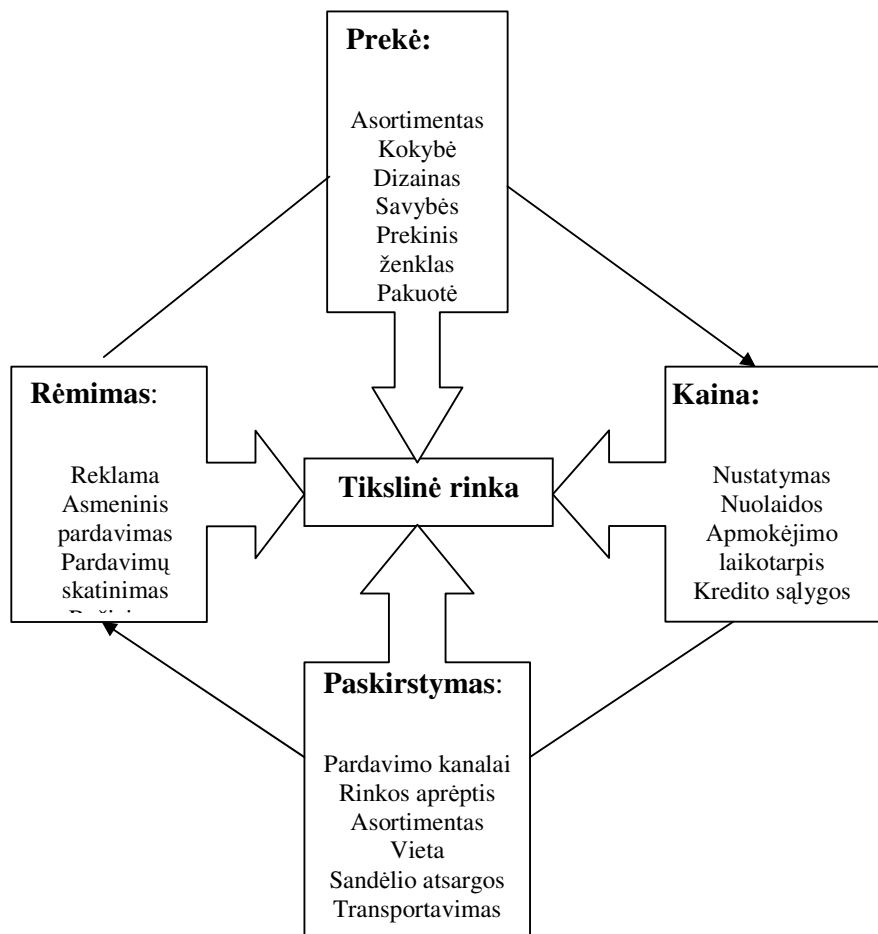 Prekė:
Asortimentas
Kokybė
Dizainas
Savybės
Prekinis
ženklas
Pakuotė
Rėmimas:
Reklama
Asmeninis
pardavimas
Pardavimų
skatinimas
Tikslinė rinka
Kaina:
Nustatymas
Nuolaidos
Apmokėjimo
laikotarpis
Kredito sąlygos
Paskirstymas:
Pardavimo kanalai
Rinkos aprėptis
Asortimentas
Vieta
Sandėlio atsargos
Transportavimas